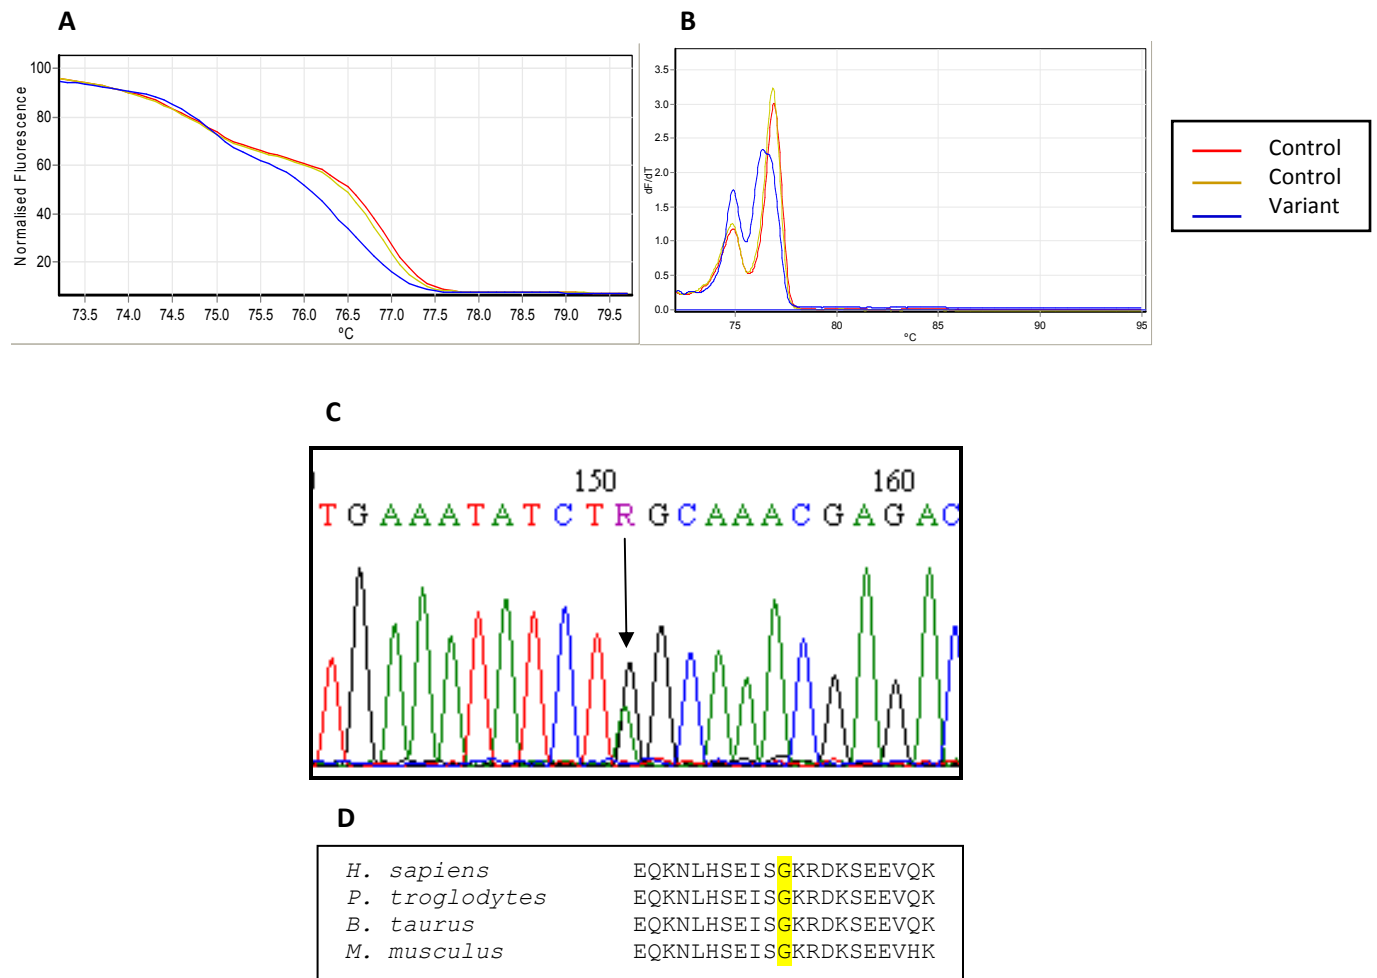 A
B
100
80
60
40
20
Normalised Fluorescence
73.5 74.0 74.5 75.0 75.5 76.0 76.5 77.0 77.5 78.0 78.5 79.0 79.5
ºC
3.5
3.0
2.5
2.0
1.5
1.0
0.5
0.0
dF/dT
75 80 85 90 95
ºC
Control
Control
Variant
C
150 160
T G A A A T A T C T R G C A A A C G A G A C
D
H. sapiens EQKNLHSEISGKRDKSEEVQK
P. troglodytes EQKNLHSEISGKRDKSEEVQK
B. taurus EQKNLHSEISGKRDKSEEVQK
M. musculus EQKNLHSEISGKRDKSEEVHK